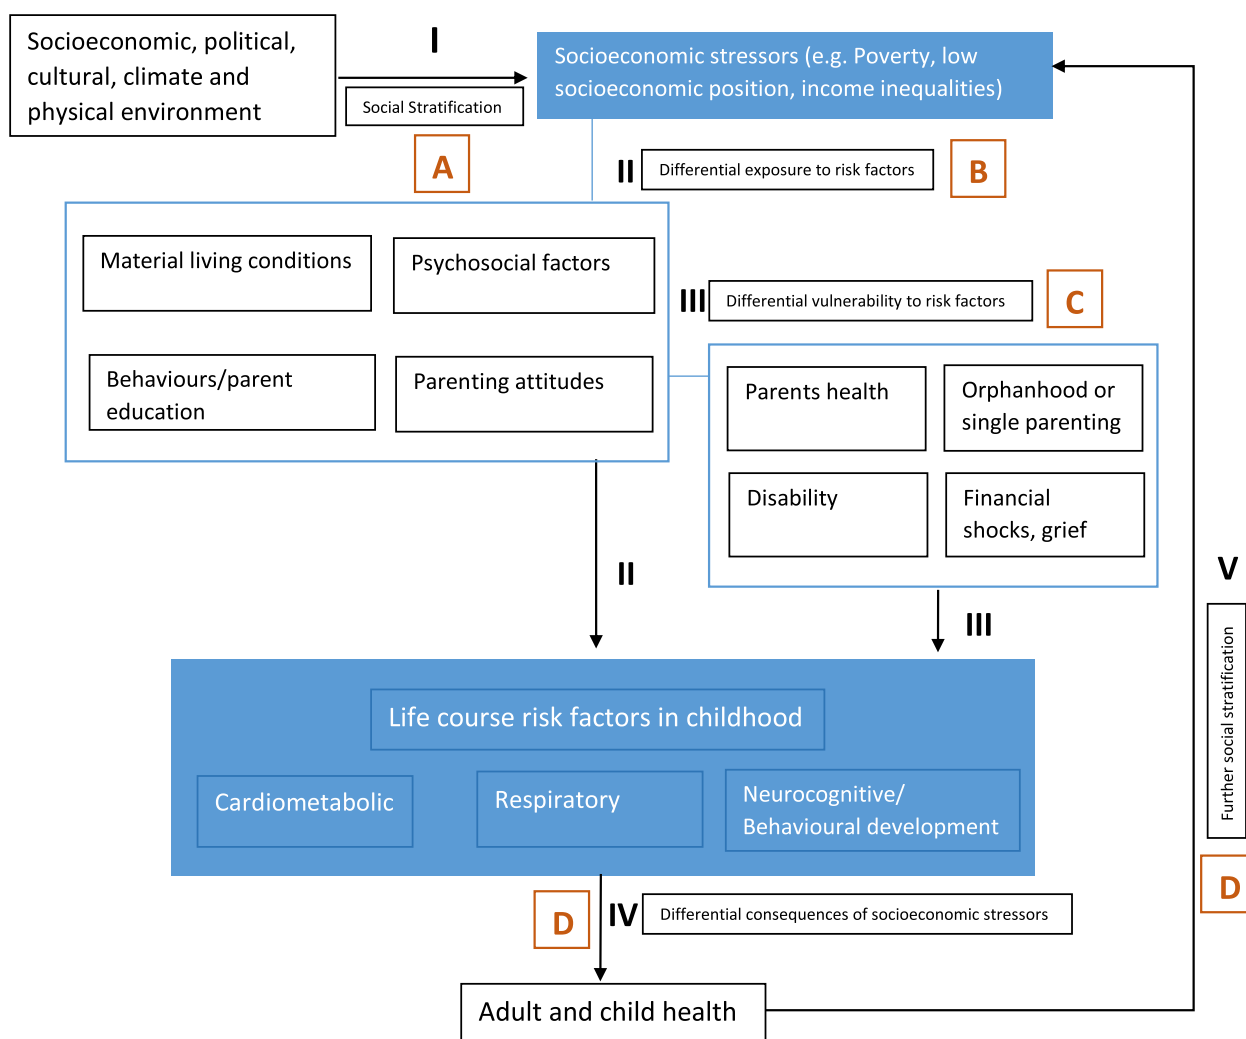 Socioeconomic, political,
cultural, climate and
physical environment
I
Social Stratification
A
Socioeconomic stressors (e.g. Poverty, low
socioeconomic position, income inequalities)
II
Differential exposure to risk factors
B
Material living conditions
Psychosocial factors
Behaviours/parent
education
Parenting attitudes
III
Differential vulnerability to risk factors
C
Parents health
Orphanhood or
single parenting
Disability
Financial
shocks, grief
II
III
V
Further social stratification
D
Life course risk factors in childhood
Cardiometabolic
Respiratory
Neurocognitive/
Behavioural development
D
IV
Differential consequences of socioeconomic stressors
Adult and child health